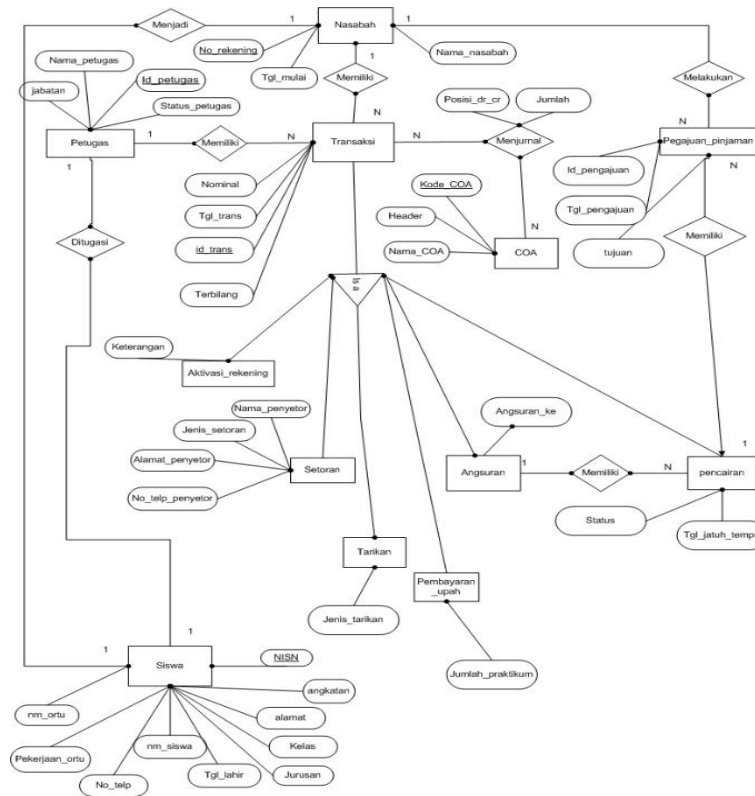 Menjadi
1
1
Nasabah
1
No_rekening
Tgl_mulai
1
Nama_nasabah
Memiliki
Melakukan
Nama_petugas
jabatan
Id_petugas
Status_petugas
Petugas
1
Memiliki
N
N
Transaksi
N
Posisi_dr_cr
Jumlah
Menjurnal
N
Pegajuan_pinjaman
1
N
Id_pengajuan
Tgl_pengajuan
tujuan
Memiliki
Nominal
Tgl_trans
id_trans
Terbilang
Kode_COA
Header
Nama_COA
N
COA
Ditugasi
Is a
Keterangan
Aktivasi_rekening
Nama_penyetor
Jenis_setoran
Alamat_penyetor
No_telp_penyetor
Setoran
Angsuran_ke
Angsuran
1
Memiliki
N
1
pencairan
Status
Tgl_jatuh_temp
Tarikan
Jenis_tarikan
Pembayaran
_upah
Jumlah_praktikum
1
1
Siswa
NISN
nm_ortu
angkatan
alamat
Pekerjaan_ortu
nm_siswa
Kelas
No_telp
Tgl_lahir
Jurusan